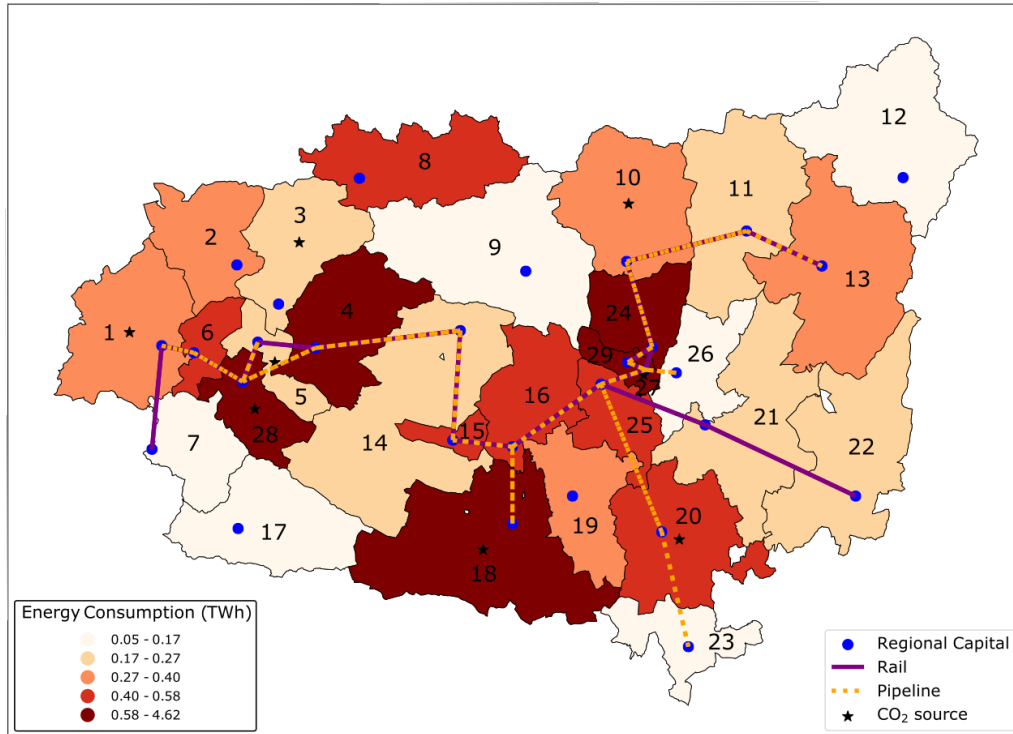 12
8
10
11
3
2
9
13
4
24
1
6
29
26
27
5
16
21
28
15
25
14
7
22
20
19
17
18
23
Energy Consumption (TWh)
0.05 - 0.17
0.17 - 0.27
0.27 - 0.40
0.40 - 0.58
0.58 - 4.62
Regional Capital
Rail
Pipeline
CO₂ source